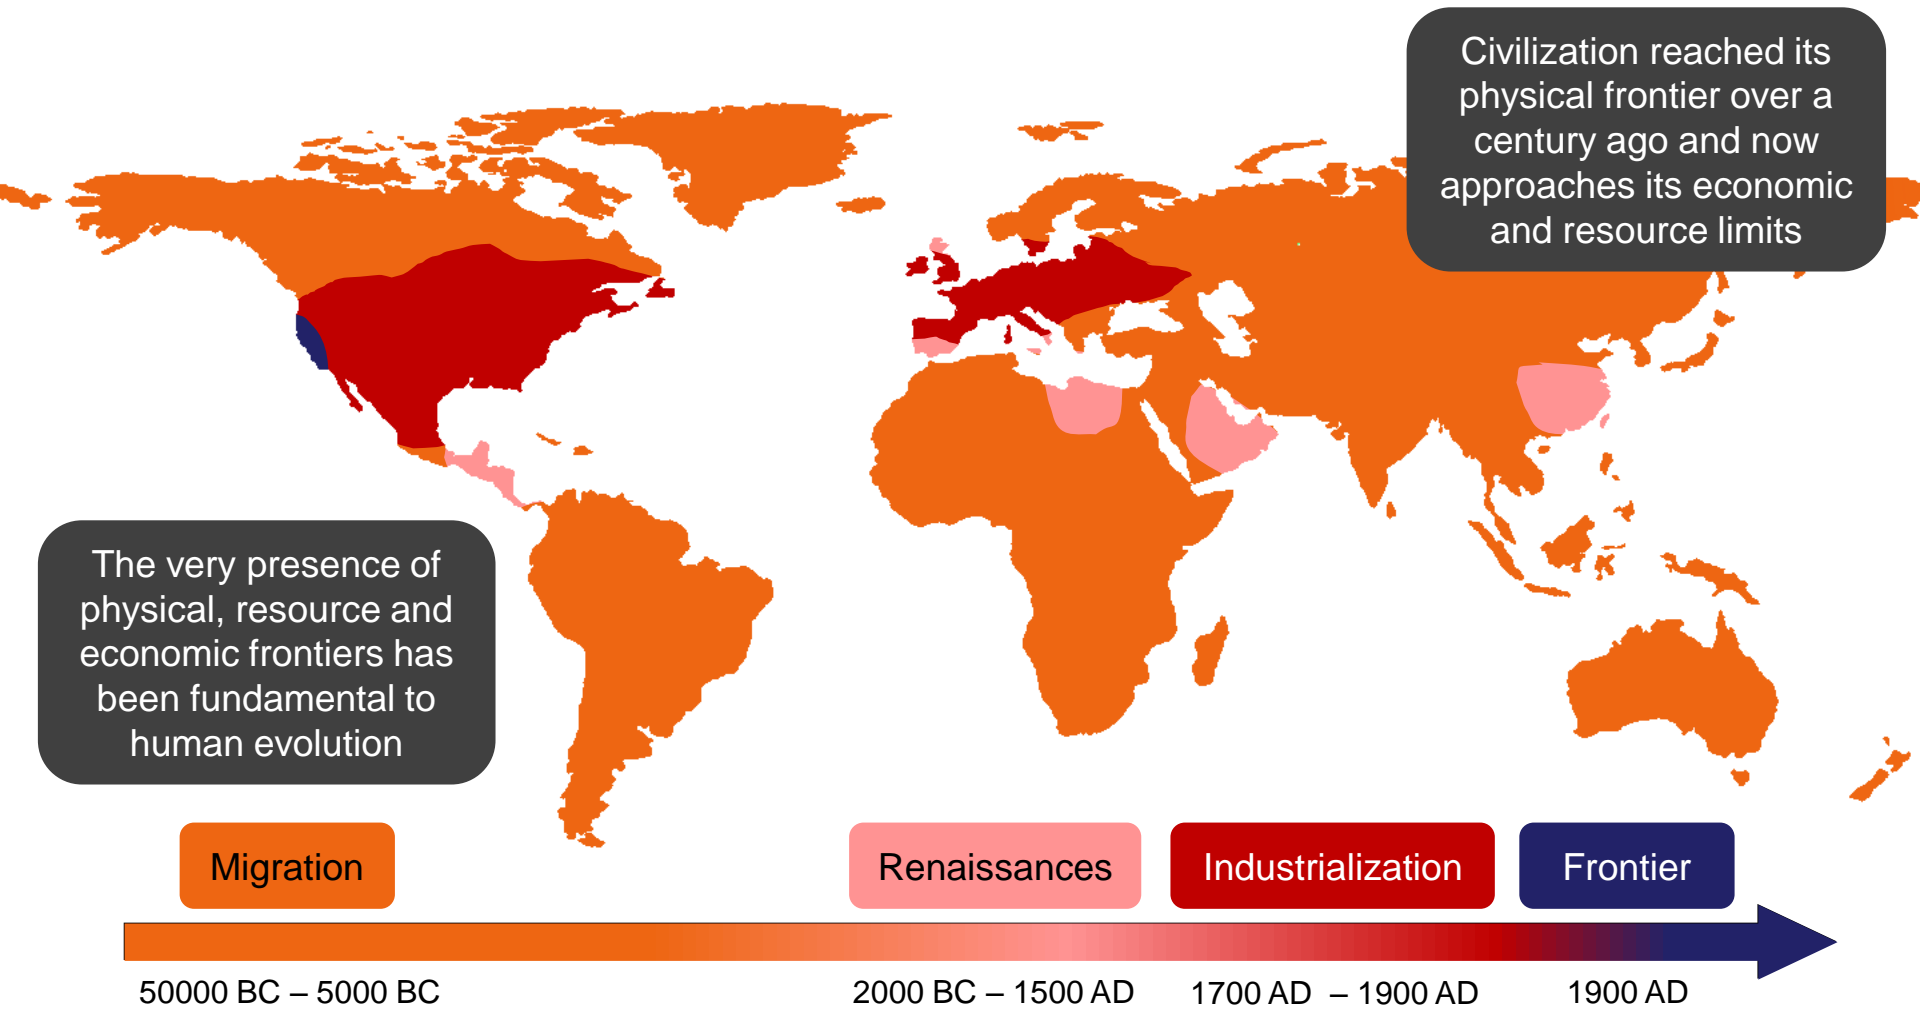 Civilization reached its
physical frontier over a
century ago and now
approaches its economic
and resource limits
The very presence of
physical, resource and
economic frontiers has
been fundamental to
human evolution
Migration
Renaissances
Industrialization
Frontier
50000 BC – 5000 BC
2000 BC – 1500 AD
1700 AD – 1900 AD
1900 AD